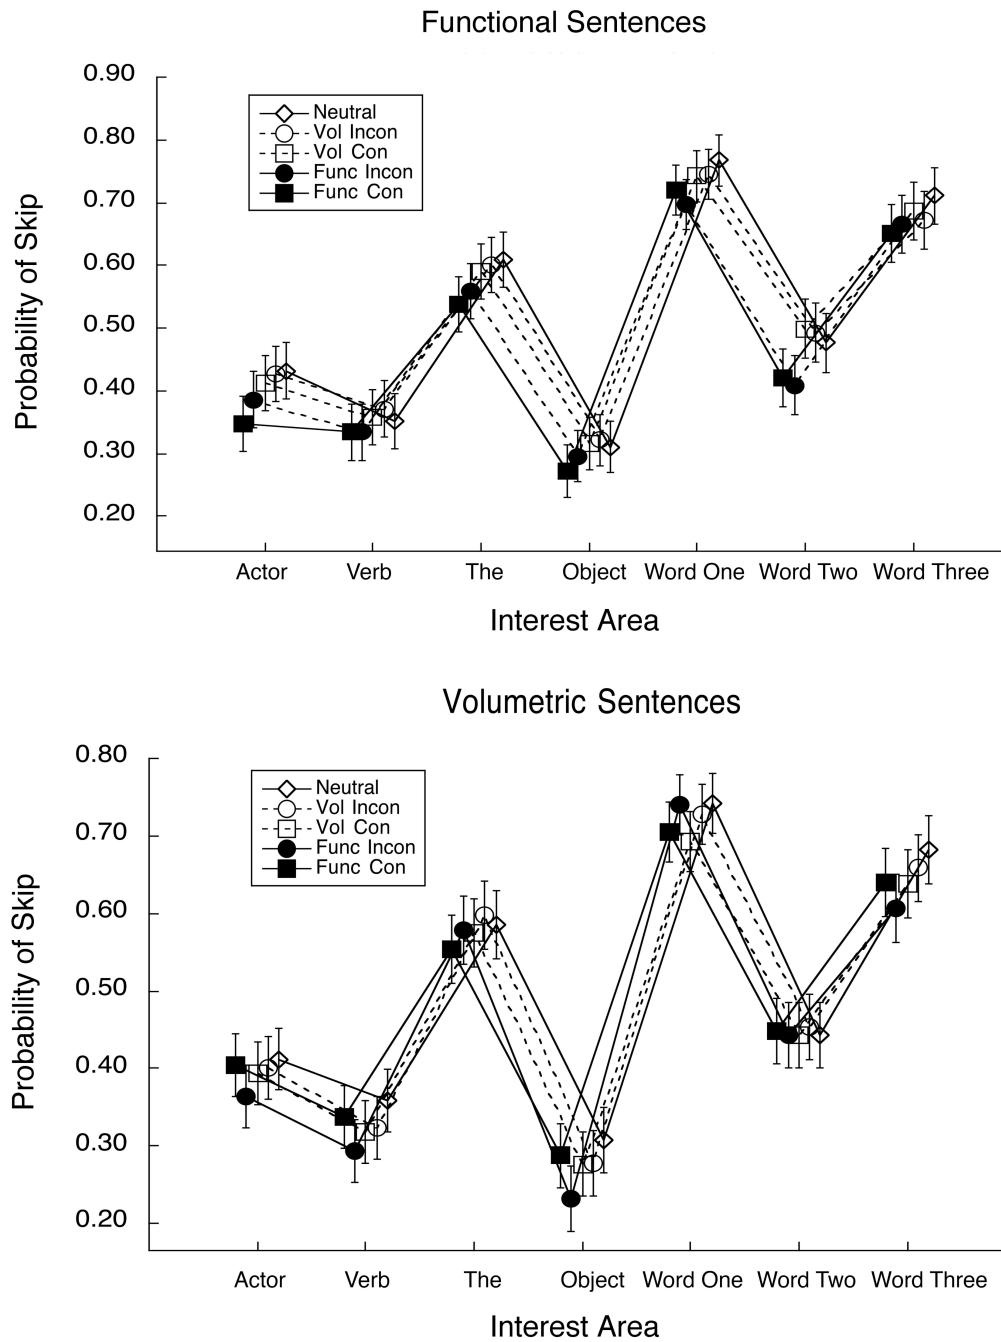 Functional Sentences
Probability of Skip
0.90
0.80
0.70
0.60
0.50
0.40
0.30
0.20
Neutral
Vol Incon
Vol Con
Func Incon
Func Con
Actor Verb The Object Word One Word Two Word Three
Interest Area
Volumetric Sentences
Probability of Skip
0.80
0.70
0.60
0.50
0.40
0.30
0.20
Neutral
Vol Incon
Vol Con
Func Incon
Func Con
Actor Verb The Object Word One Word Two Word Three
Interest Area